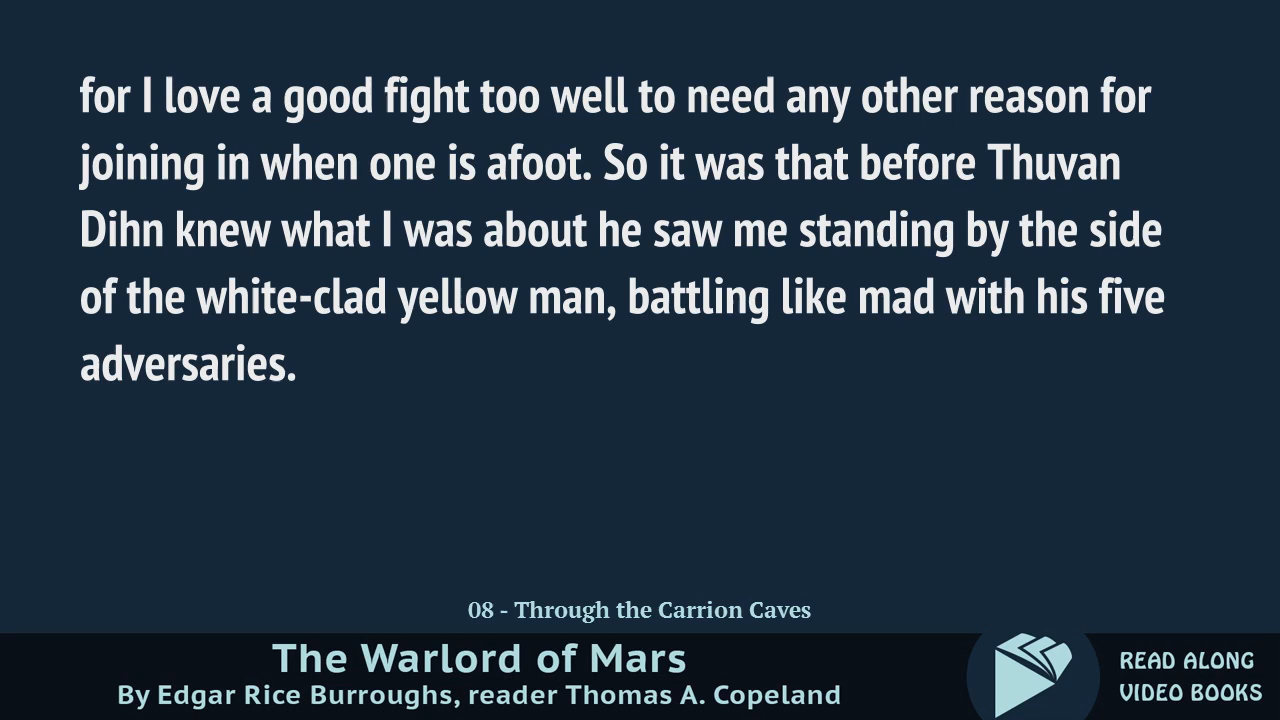 for I love a good fight too well to need any other reason for
joining in when one is afoot. So it was that before Thuvan
Dihn knew what I was about he saw me standing by the side
of the white-clad yellow man, battling like mad with his five
adversaries.
08 - Through the Carrion Caves
The Warlord of Mars
By Edgar Rice Burroughs, reader Thomas A. Copeland
READ ALONG
VIDEO BOOKS